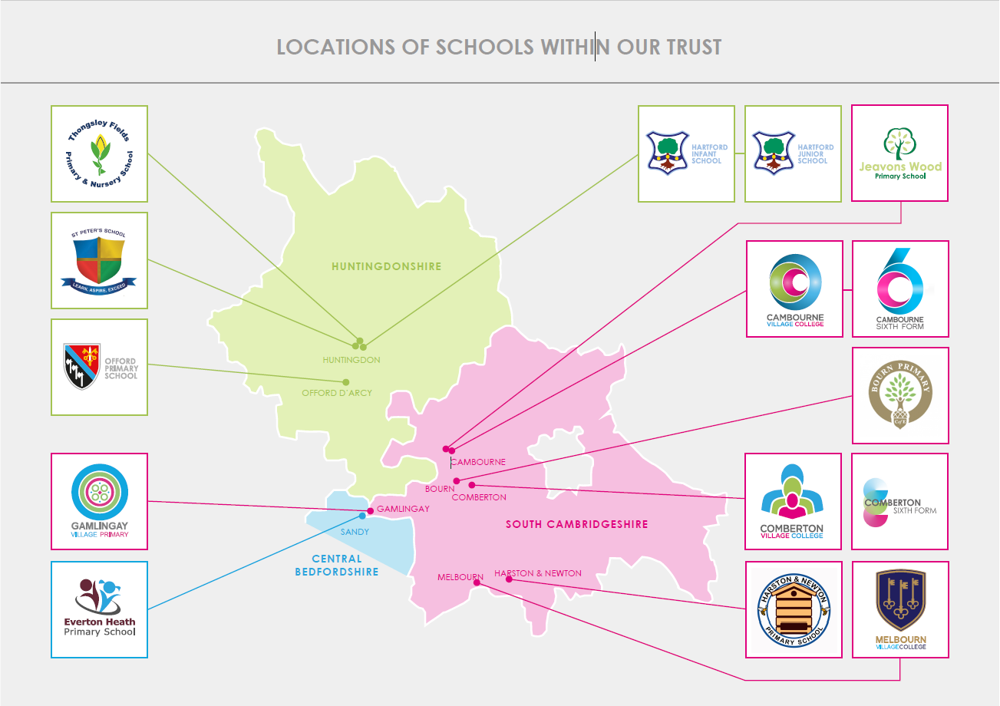 LOCATIONS OF SCHOOLS WITHIN OUR TRUST
Thongsley Fields
Primary & Nursery School
ST PETER'S SCHOOL
LEARN, ASPIRE, EXCEED
OFFORD
PRIMARY
SCHOOL
GAMLINGAY
VILLAGE PRIMARY
Everton Heath
Primary School
HUNTINGDONSHIRE
HUNTINGDON
OFFORD D'ARCY
CAMBOURNE
BOURN
COMBERTON
GAMLINGAY
SANDY
SOUTH CAMBRIDGESHIRE
CENTRAL
BEDFORDSHIRE
MELBOURN
HARSTON & NEWTON
HARTFORD
INFANT
SCHOOL
HARTFORD
JUNIOR
SCHOOL
Jeavons Wood
Primary School
CAMBOURNE
VILLAGE COLLEGE
6
CAMBOURNE
SIXTH FORM
BOURN PRIMARY
CofE
COMBERTON
VILLAGE COLLEGE
COMBERTON
SIXTH FORM
HARSTON & NEWTON
PRIMARY SCHOOL
MELBOURN
VILLAGECOLLEGE